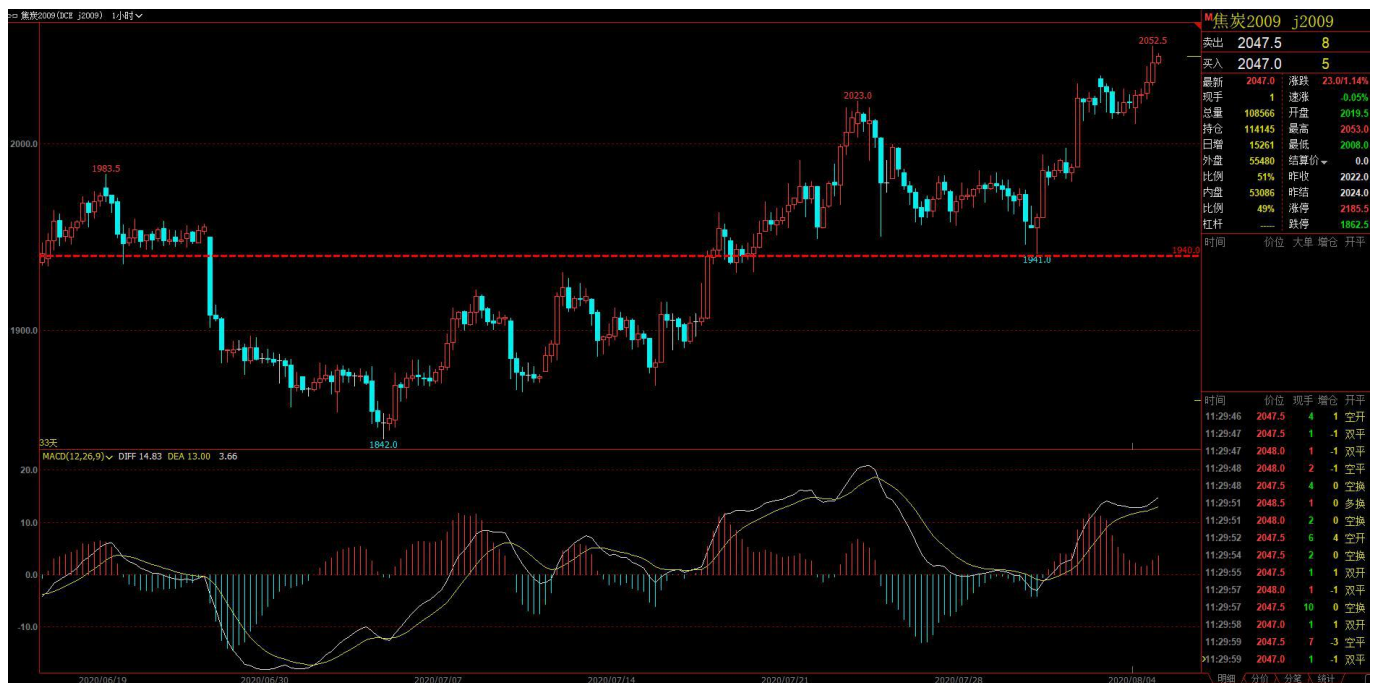 焦炭2009(DCE j2009) 1小时
2052.5
2023.0
2000.0
1983.5
1940.0
1941.0
1900.0
33天
1842.0
MACD(12,26,9) DIFF 14.83 DEA 13.00 3.66
20.0
10.0
0.0
-10.0
2020/06/19 2020/06/30 2020/07/07 2020/07/14 2020/07/21 2020/07/28 2020/08/04
M焦炭2009 j2009
卖出 2047.5 8
买入 2047.0 5
最新 2047.0 涨跌 23.0/1.14%
现手 1 速涨 -0.05%
总量 108566 开盘 2019.5
持仓 114145 最高 2053.0
日增 15261 最低 2008.0
外盘 55480 结算价 0.0
比例 51% 昨收 2022.0
内盘 53086 昨结 2024.0
比例 49% 涨停 2185.5
杠杆 —— 跌停 1862.5
时间 价位 大单 增仓 开平
时间 价位 现手 增仓 开平
11:29:46 2047.5 4 1 空开
11:29:47 2047.5 1 -1 双平
11:29:47 2048.0 1 -1 双平
11:29:48 2048.0 2 -1 空平
11:29:48 2047.5 4 0 空换
11:29:51 2048.5 1 0 多换
11:29:51 2048.0 2 0 空换
11:29:52 2047.5 6 4 空开
11:29:54 2047.5 2 0 空换
11:29:55 2047.5 1 1 双开
11:29:57 2048.0 1 -1 双平
11:29:57 2047.5 10 0 空换
11:29:58 2047.0 1 1 双开
11:29:59 2047.5 7 -3 空平
11:29:59 2047.0 1 -1 双平
明细 分价 分笔 统计